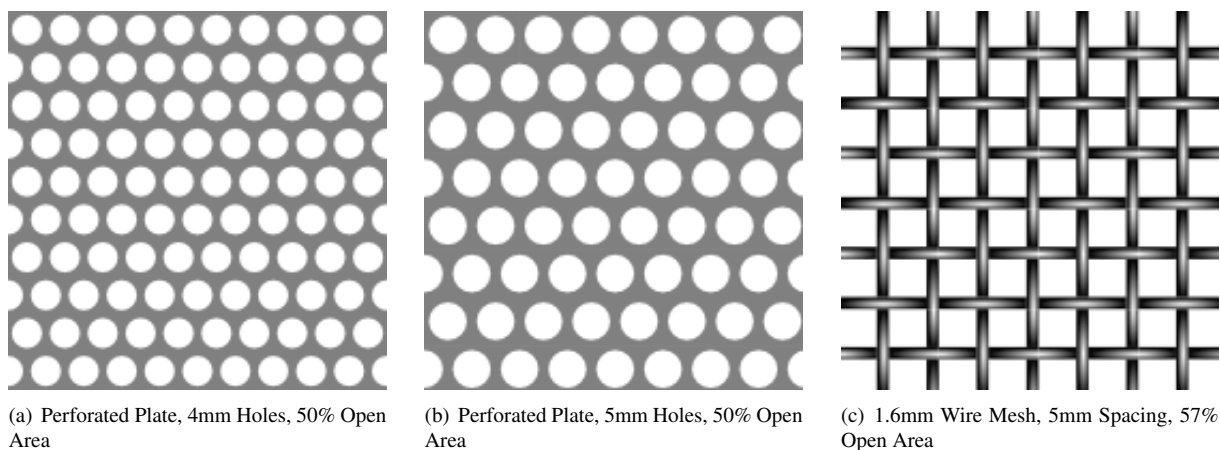 (a) Perforated Plate, 4mm Holes, 50% Open
Area
(b) Perforated Plate, 5mm Holes, 50% Open
Area
(c) 1.6mm Wire Mesh, 5mm Spacing, 57%
Open Area